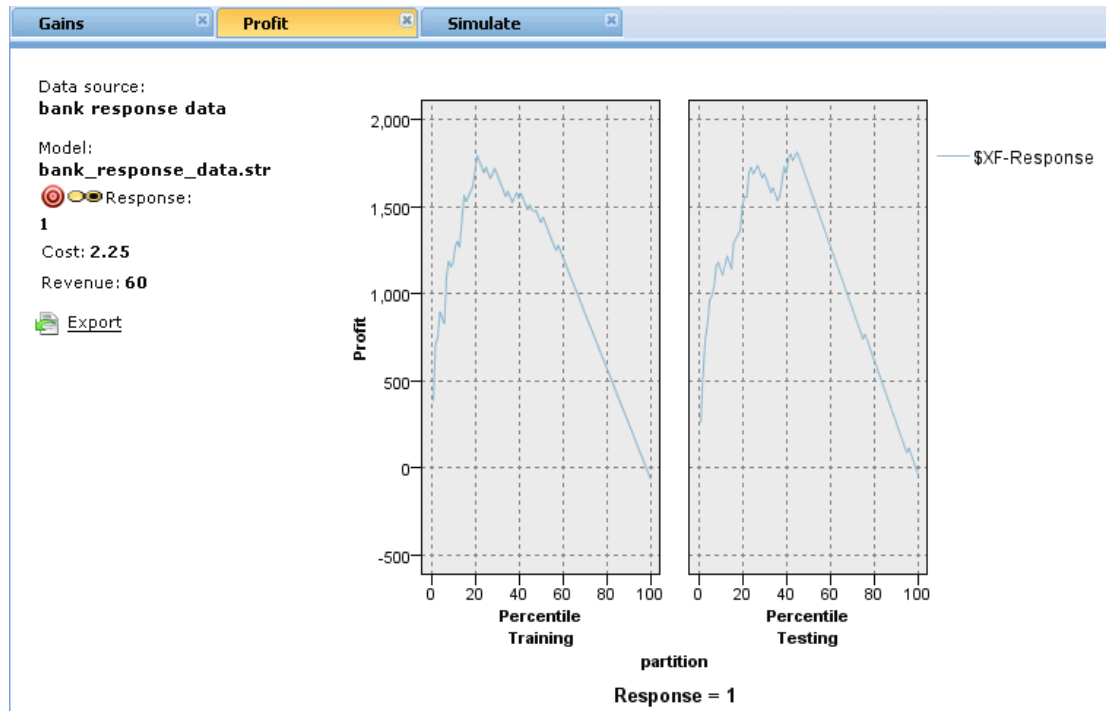 Gains
Profit
Simulate
Data source:
bank response data
Model:
bank_response_data.str
Response:
1
Cost: 2.25
Revenue: 60
Export
Profit
2,000
1,500
1,000
500
0
-500
0 20 40 60 80 100
Percentile
Training
0 20 40 60 80 100
Percentile
Testing
partition
Response = 1
$XF-Response